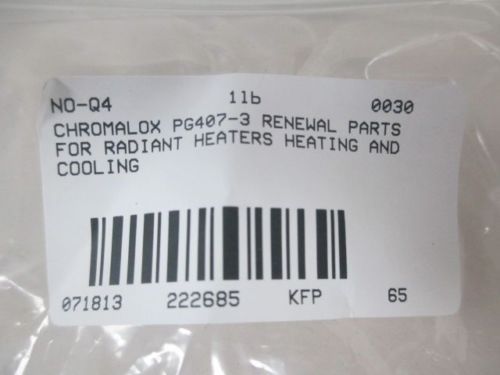 NO-Q4 1lb 0030
CHROMALOX PG407-3 RENEWAL PARTS
FOR RADIANT HEATERS HEATING AND
COOLING
071813 222685 KFP 65